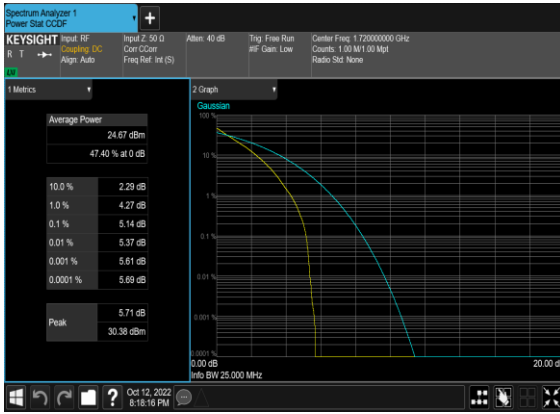 Spectrum Analyzer 1
Power Stat CCDF
+
KEYSIGHT
R T
LXI
Input: RF
Coupling: DC
Align: Auto
Input Z: 50 Ω
Corr CCorr
Freq Ref: Int (S)
Atten: 40 dB
Trig: Free Run
#IF Gain: Low
Center Freq: 1.720000000 GHz
Counts: 1.00 M/1.00 Mpt
Radio Std: None
1 Metrics
Average Power
24.67 dBm
47.40 % at 0 dB
10.0 % 2.29 dB
1.0 % 4.27 dB
0.1 % 5.14 dB
0.01 % 5.37 dB
0.001 % 5.61 dB
0.0001 % 5.69 dB
Peak
5.71 dB
30.38 dBm
2 Graph
Gaussian
100 %
10 %
1 %
0.1 %
0.01 %
0.001 %
0.0001 %
0.00 dB
20.00 d
Info BW 25.000 MHz
?
Oct 12, 2022
8:18:16 PM